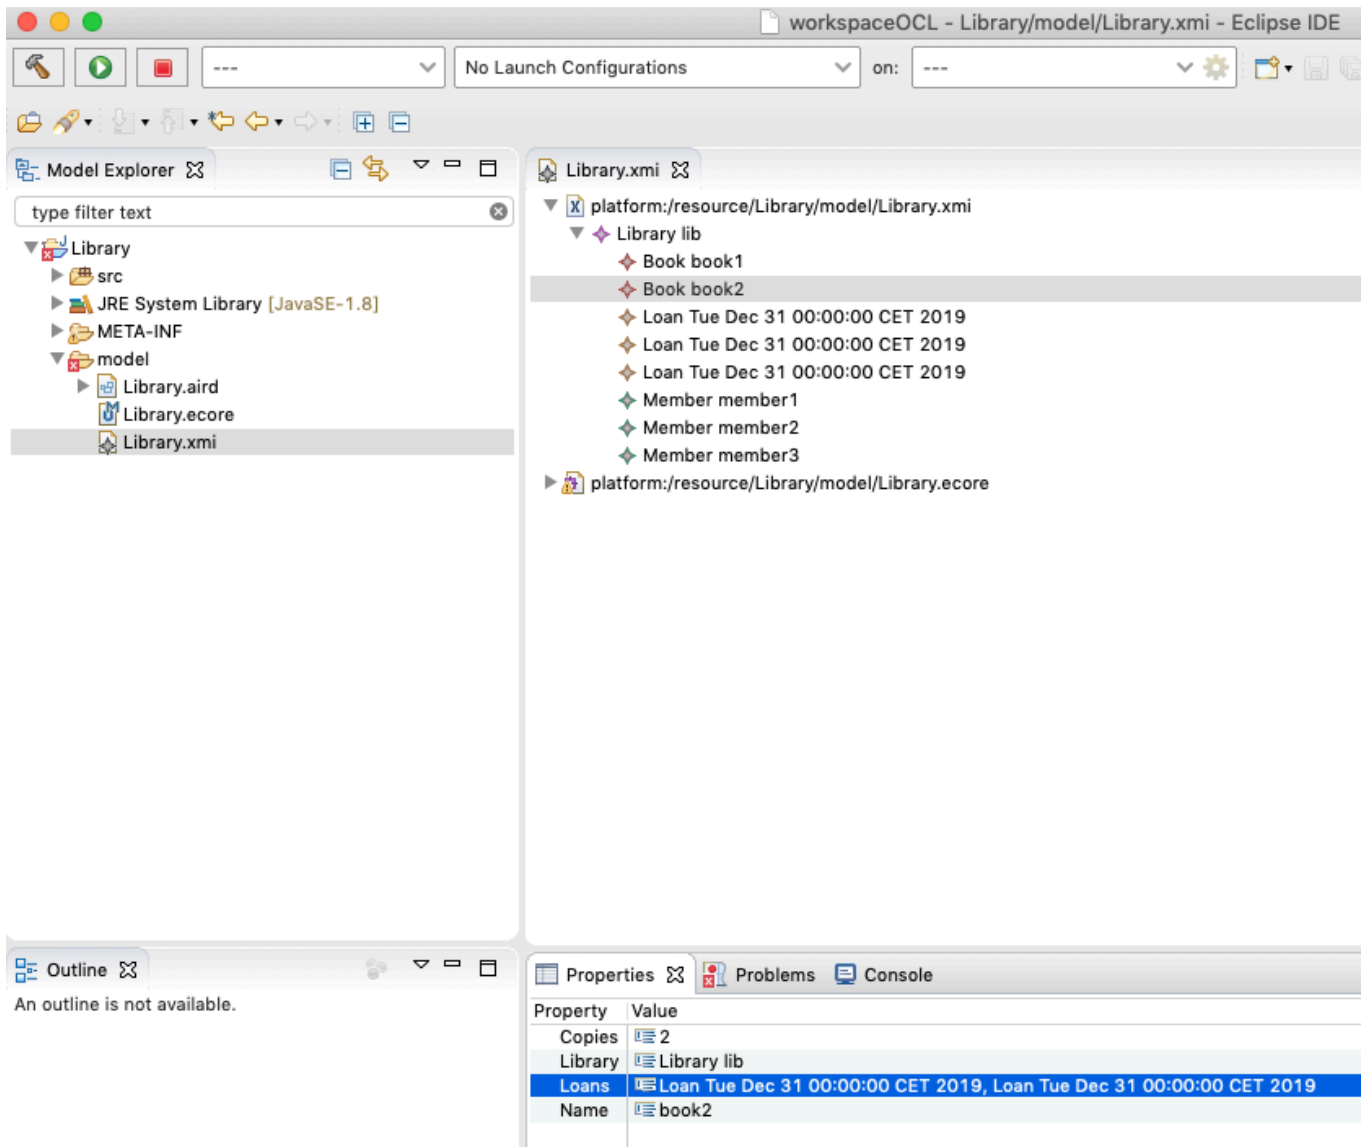 workspaceOCL - Library/model/Library.xmi - Eclipse IDE
--- No Launch Configurations on: ---
Model Explorer
type filter text
Library
src
JRE System Library [JavaSE-1.8]
META-INF
model
Library.aird
Library.ecore
Library.xmi
Library.xmi
platform:/resource/Library/model/Library.xmi
Library lib
Book book1
Book book2
Loan Tue Dec 31 00:00:00 CET 2019
Loan Tue Dec 31 00:00:00 CET 2019
Loan Tue Dec 31 00:00:00 CET 2019
Member member1
Member member2
Member member3
platform:/resource/Library/model/Library.ecore
Outline
An outline is not available.
Properties Problems Console
Property Value
Copies 2
Library Library lib
Loans Loan Tue Dec 31 00:00:00 CET 2019, Loan Tue Dec 31 00:00:00 CET 2019
Name book2